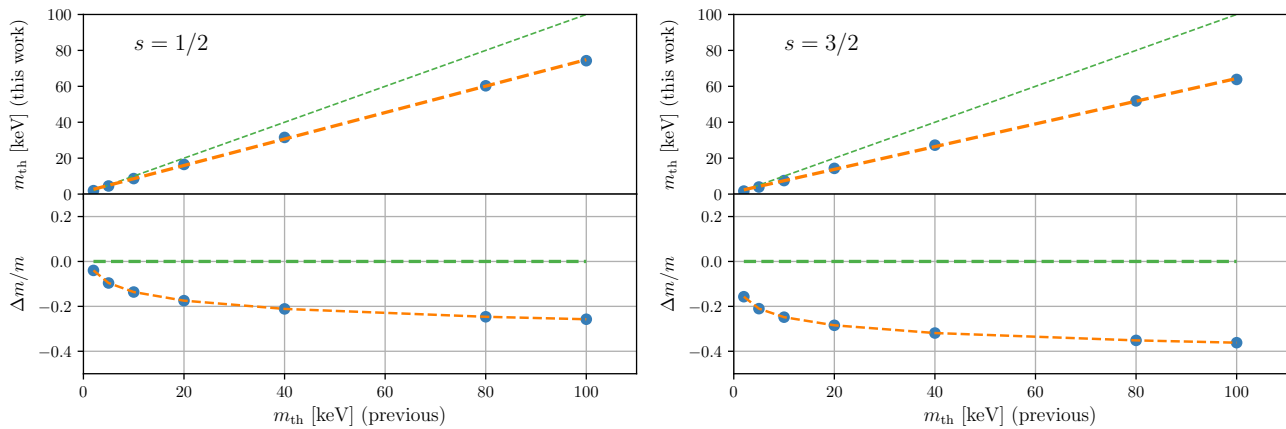 100
80
60
40
20
0
m_th [keV] (this work)
s = 1/2
0.2
0.0
−0.2
−0.4
Δm/m
0 20 40 60 80 100
m_th [keV] (previous)
100
80
60
40
20
0
m_th [keV] (this work)
s = 3/2
0.2
0.0
−0.2
−0.4
Δm/m
0 20 40 60 80 100
m_th [keV] (previous)